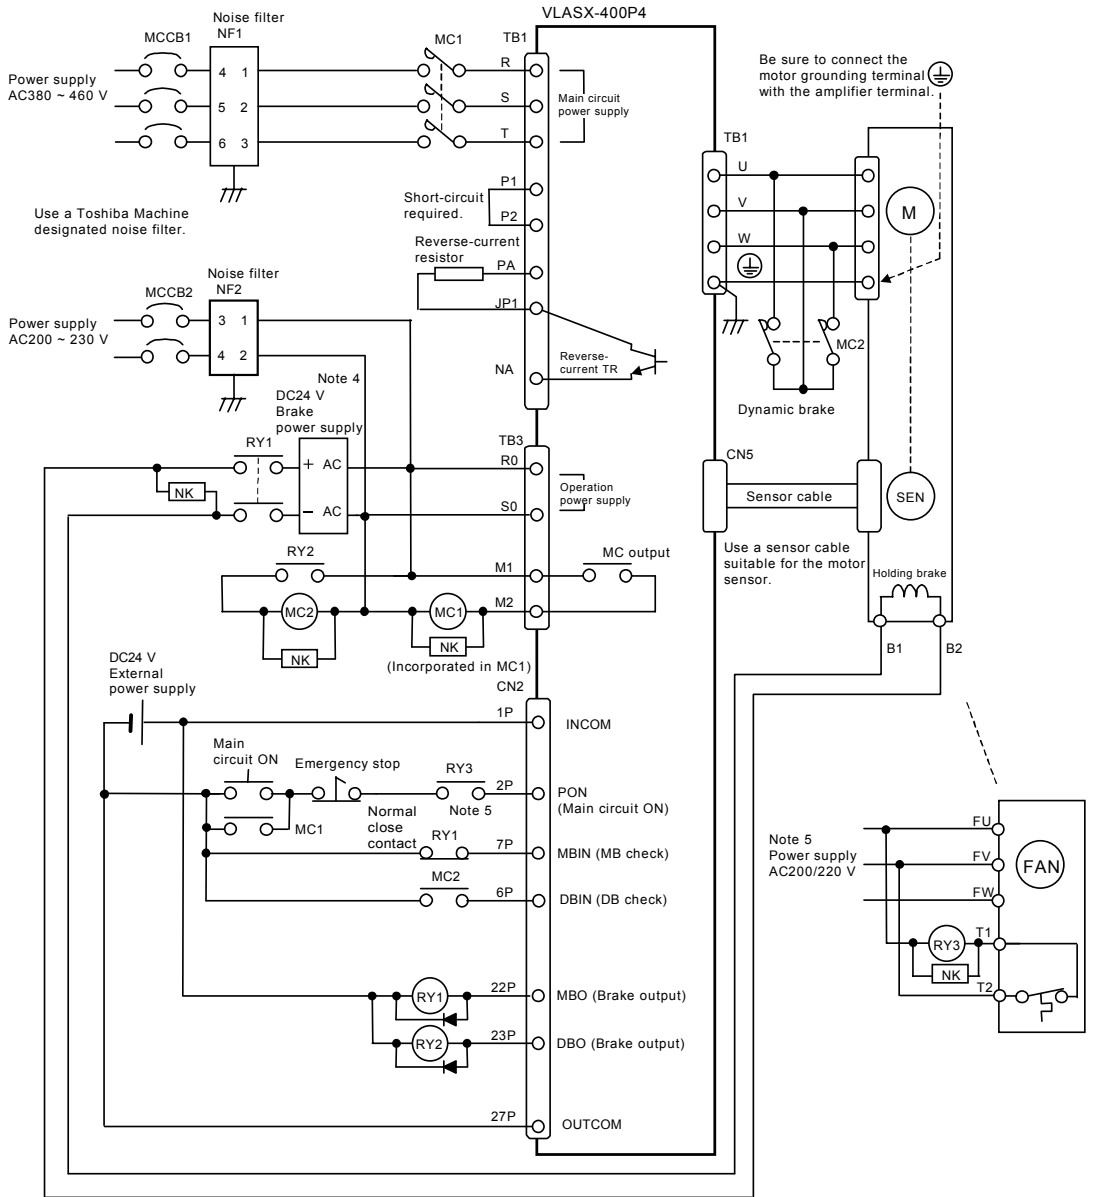 VLASX-400P4
Noise filter
NF1
MCCB1
MC1
TB1
Power supply
AC380 ~ 460 V
4 1
5 2
6 3
R
S
T
Main circuit
power supply
Be sure to connect the
motor grounding terminal
with the amplifier terminal.
TB1
U
V
W
M
P1
P2
Short-circuit
required.
Use a Toshiba Machine
designated noise filter.
Reverse-current
resistor
PA
JP1
NA
Reverse-
current TR
Noise filter
NF2
MCCB2
Power supply
AC200 ~ 230 V
3 1
4 2
MC2
Dynamic brake
Note 4
DC24 V
Brake
power supply
RY1
+ AC
− AC
NK
TB3
R0
S0
Operation
power supply
CN5
Sensor cable
SEN
Use a sensor cable
suitable for the motor
sensor.
RY2
M1
MC output
MC2
MC1
M2
NK
NK
(Incorporated in MC1)
Holding brake
B1
B2
DC24 V
External
power supply
CN2
1P
INCOM
Main
circuit ON
Emergency stop
RY3
2P
PON
(Main circuit ON)
Note 5
MC1
Normal
close
contact
RY1
7P
MBIN (MB check)
MC2
6P
DBIN (DB check)
RY1
22P
MBO (Brake output)
RY2
23P
DBO (Brake output)
27P
OUTCOM
Note 5
Power supply
AC200/220 V
FU
FV
FW
FAN
T1
RY3
NK
T2